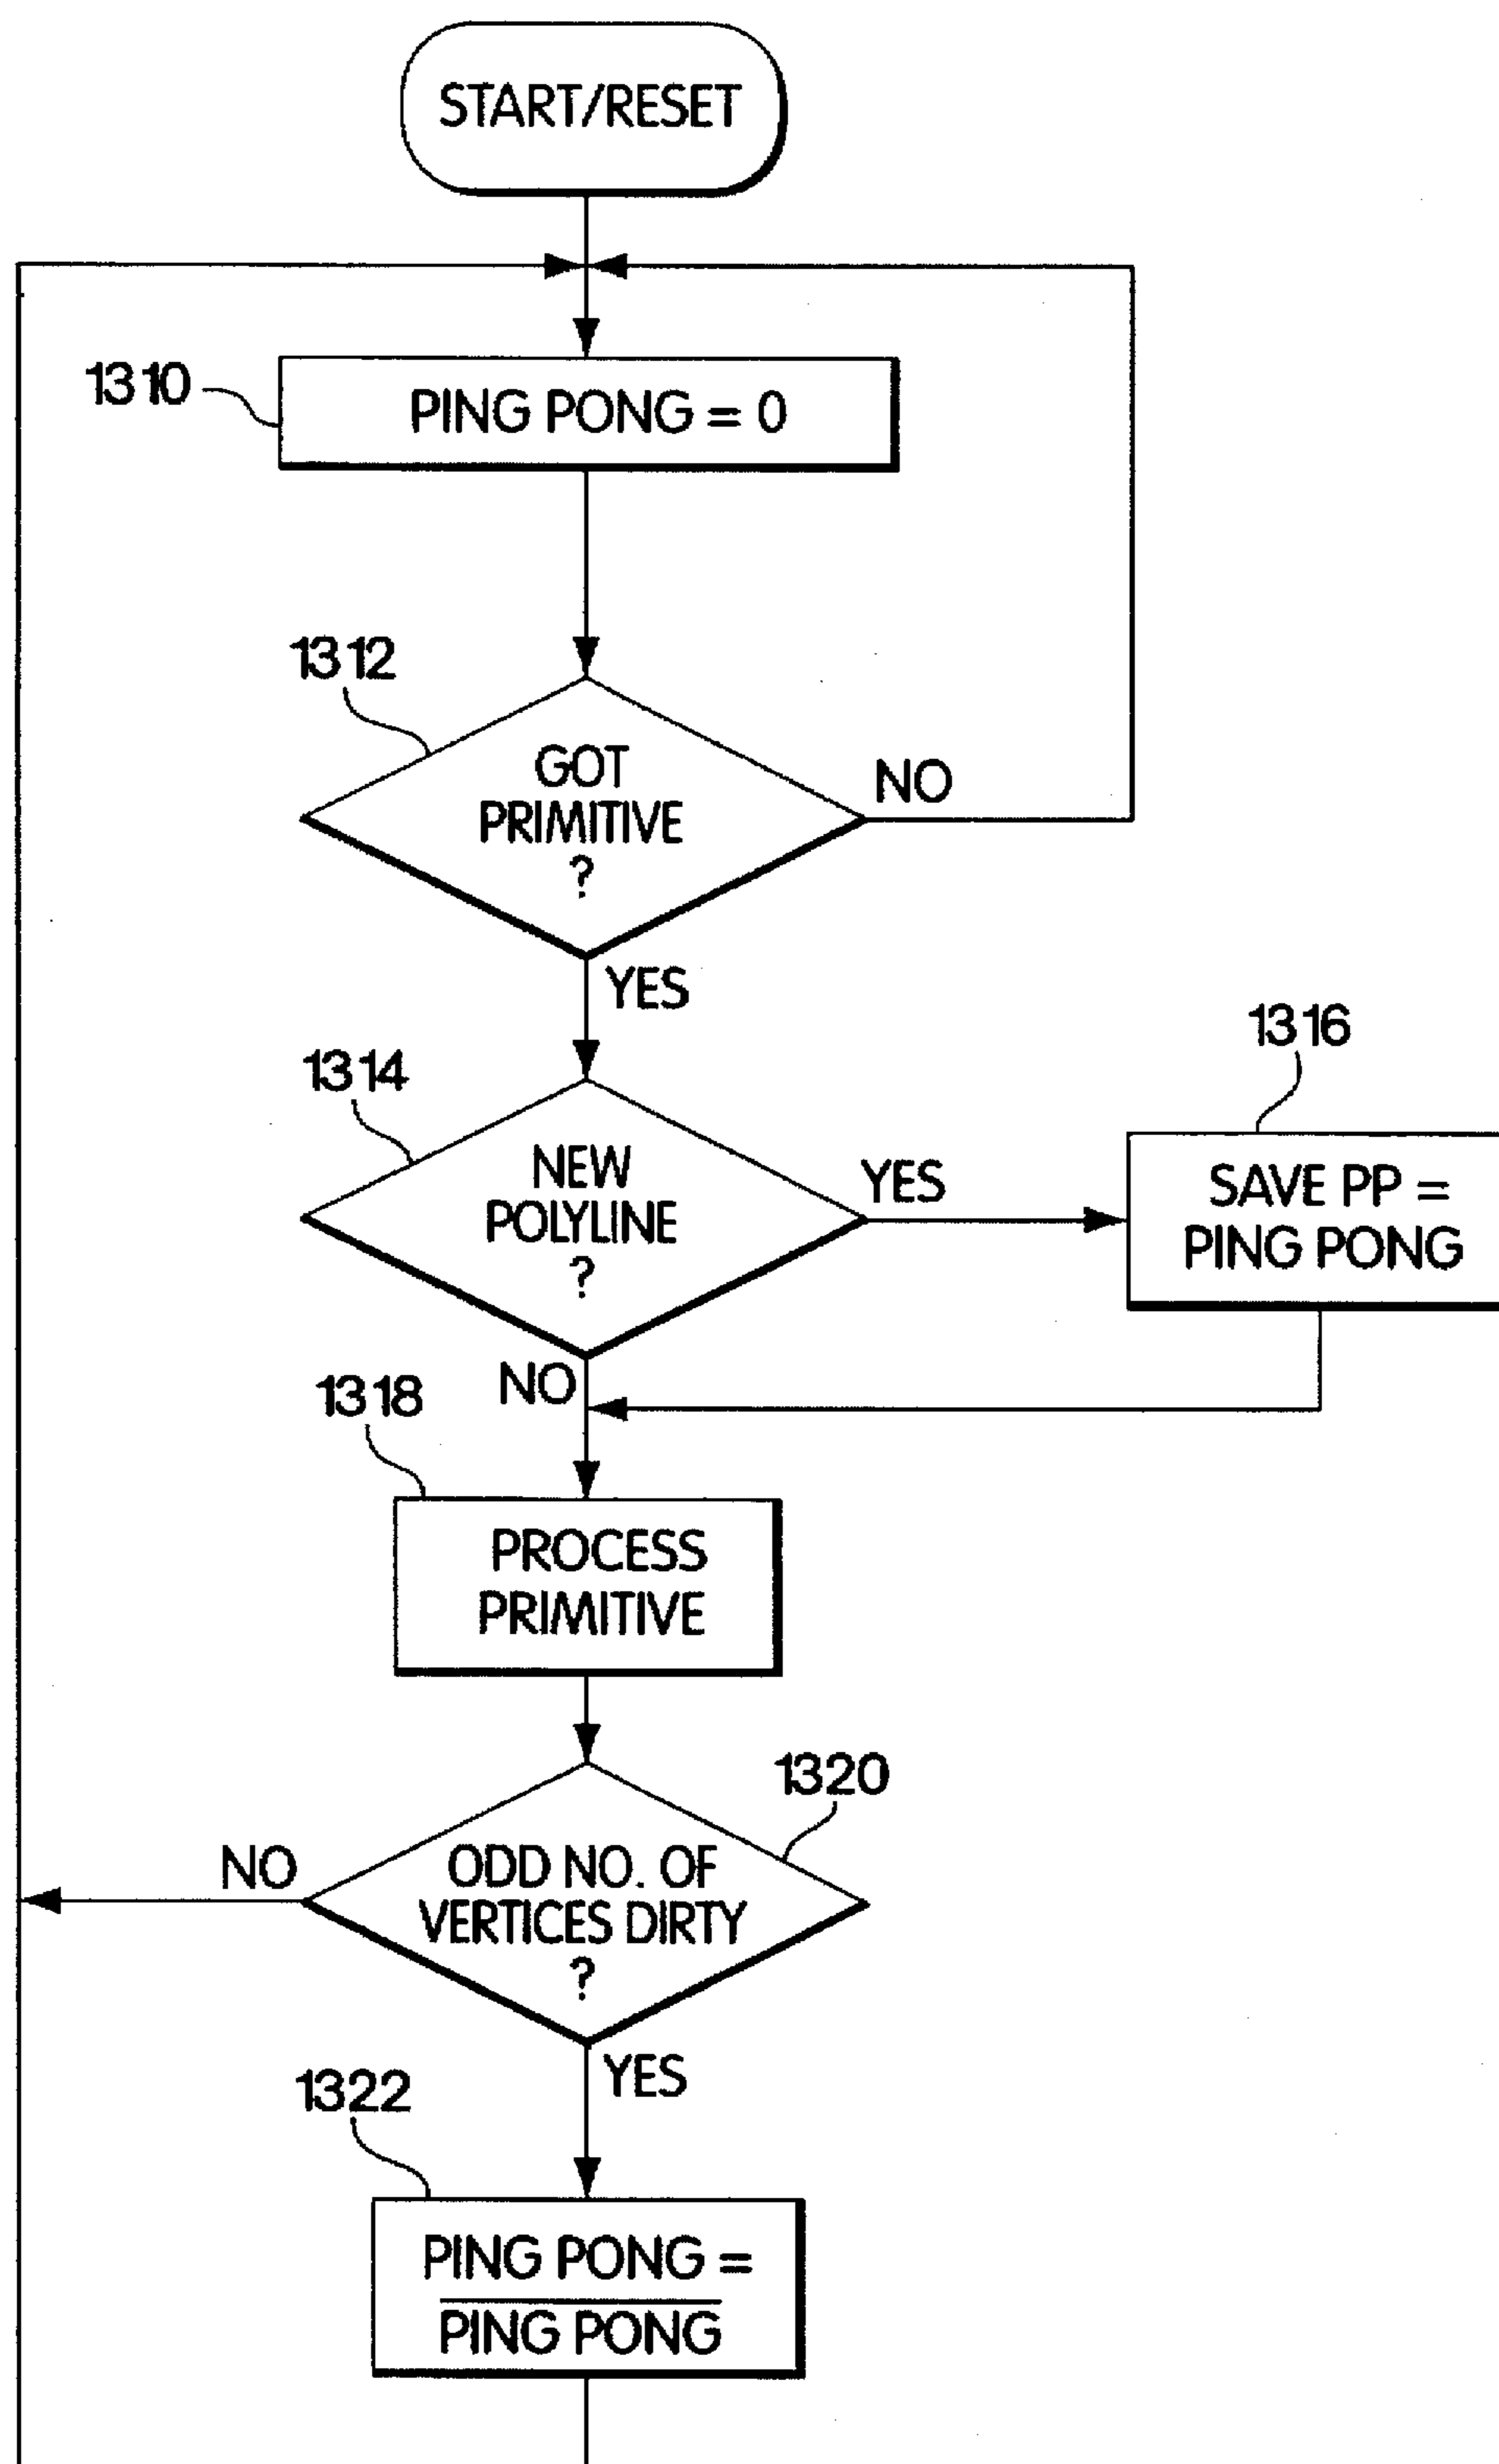 START/RESET
1310
PING PONG = 0
1312
GOT
PRIMITIVE
?
NO
YES
1314
NEW
POLYLINE
?
YES
1316
SAVE PP =
PING PONG
NO
1318
PROCESS
PRIMITIVE
1320
ODD NO. OF
VERTICES DIRTY
?
NO
YES
1322
PING PONG =
PING PONG